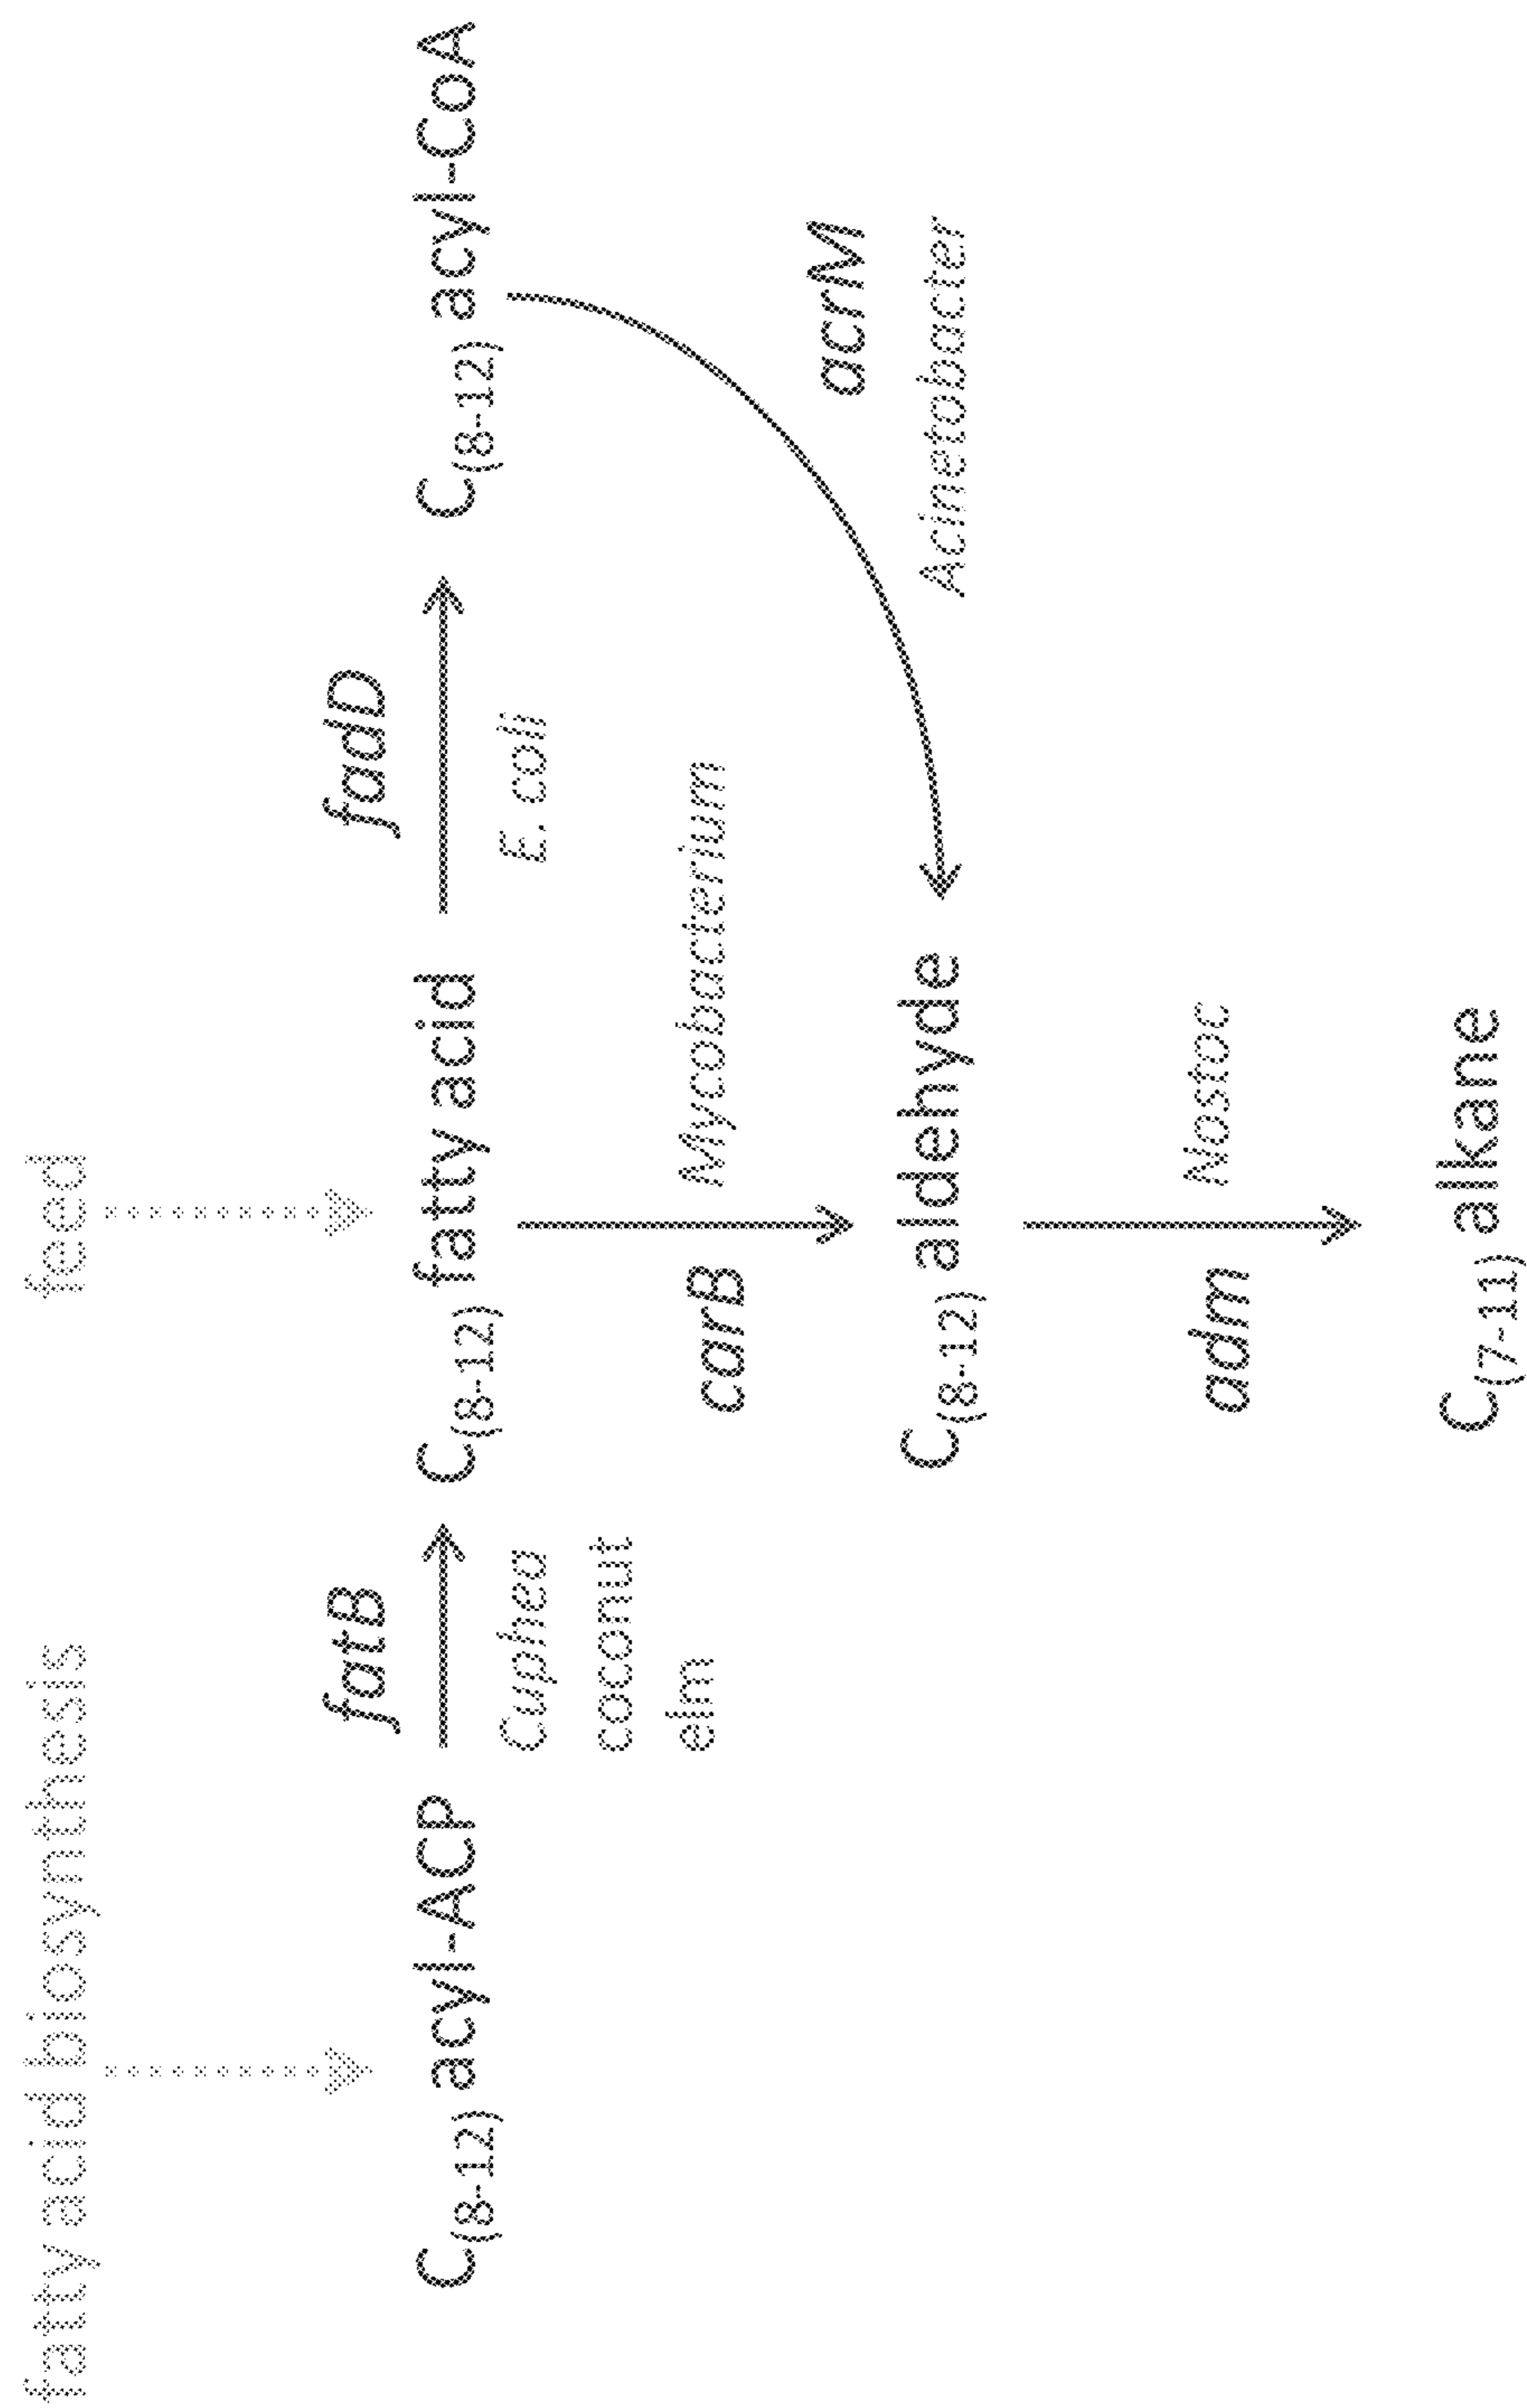 fatty acid biosynthesis
feed
C(8-12) acyl-ACP
fatB
Cuphea
coconut
elm
C(8-12) fatty acid
fadD
E. coli
C(8-12) acyl-CoA
carB
Mycobacterium
acrM
Acinetobacter
C(8-12) aldehyde
adm
Nostoc
C(7-11) alkane